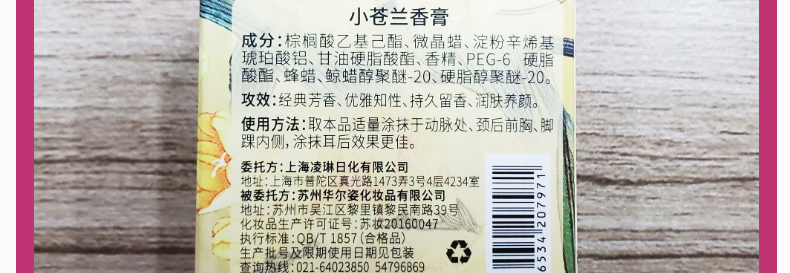 小苍兰香膏
成分：棕榈酸乙基己酯、微晶蜡、淀粉辛烯基
琥珀酸铝、甘油硬脂酸酯、香精、PEG-6 硬脂
酸酯、蜂蜡、鲸蜡醇聚醚-20、硬脂醇聚醚-20。
攻效：经典芳香、优雅知性、持久留香、润肤养颜。
使用方法：取本品适量涂抹于动脉处、颈后前胸、脚
踝内侧，涂抹耳后效果更佳。
委托方：上海凌琳日化有限公司
地址：上海市普陀区真光路1473弄3号4层4234室
被委托方：苏州华尔姿化妆品有限公司
地址：苏州市吴江区黎里镇黎民南路39号
化妆品生产许可证号：苏妆20160047
执行标准：QB/T 1857（合格品）
生产批号及限期使用日期见包装
查询热线：021-64023850 54796869
6534207971